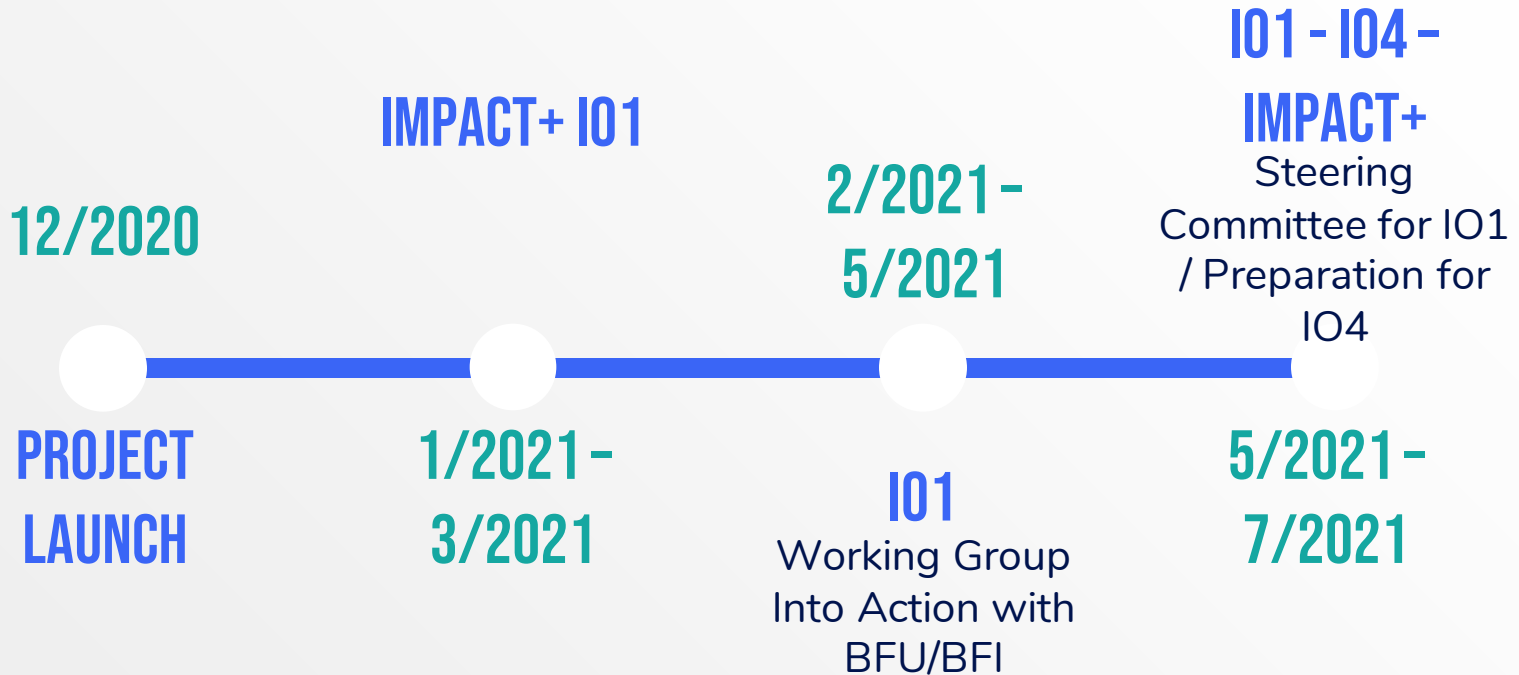 12/2020
PROJECT
LAUNCH
IMPACT+ IO1
1/2021 –
3/2021
2/2021 –
5/2021
IO1
Working Group
Into Action with
BFU/BFI
IO1 - IO4 –
IMPACT+
Steering
Committee for IO1
/ Preparation for
IO4
5/2021 –
7/2021